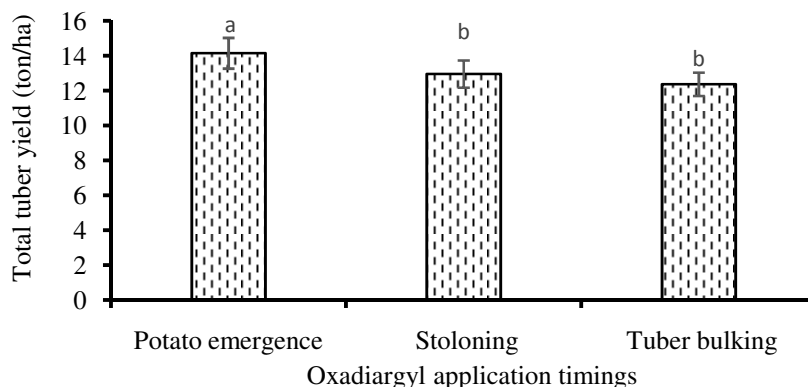 Total tuber yield (ton/ha)
16
14
12
10
8
6
4
2
0
a
b
b
Potato emergence
Stoloning
Tuber bulking
Oxadiargyl application timings